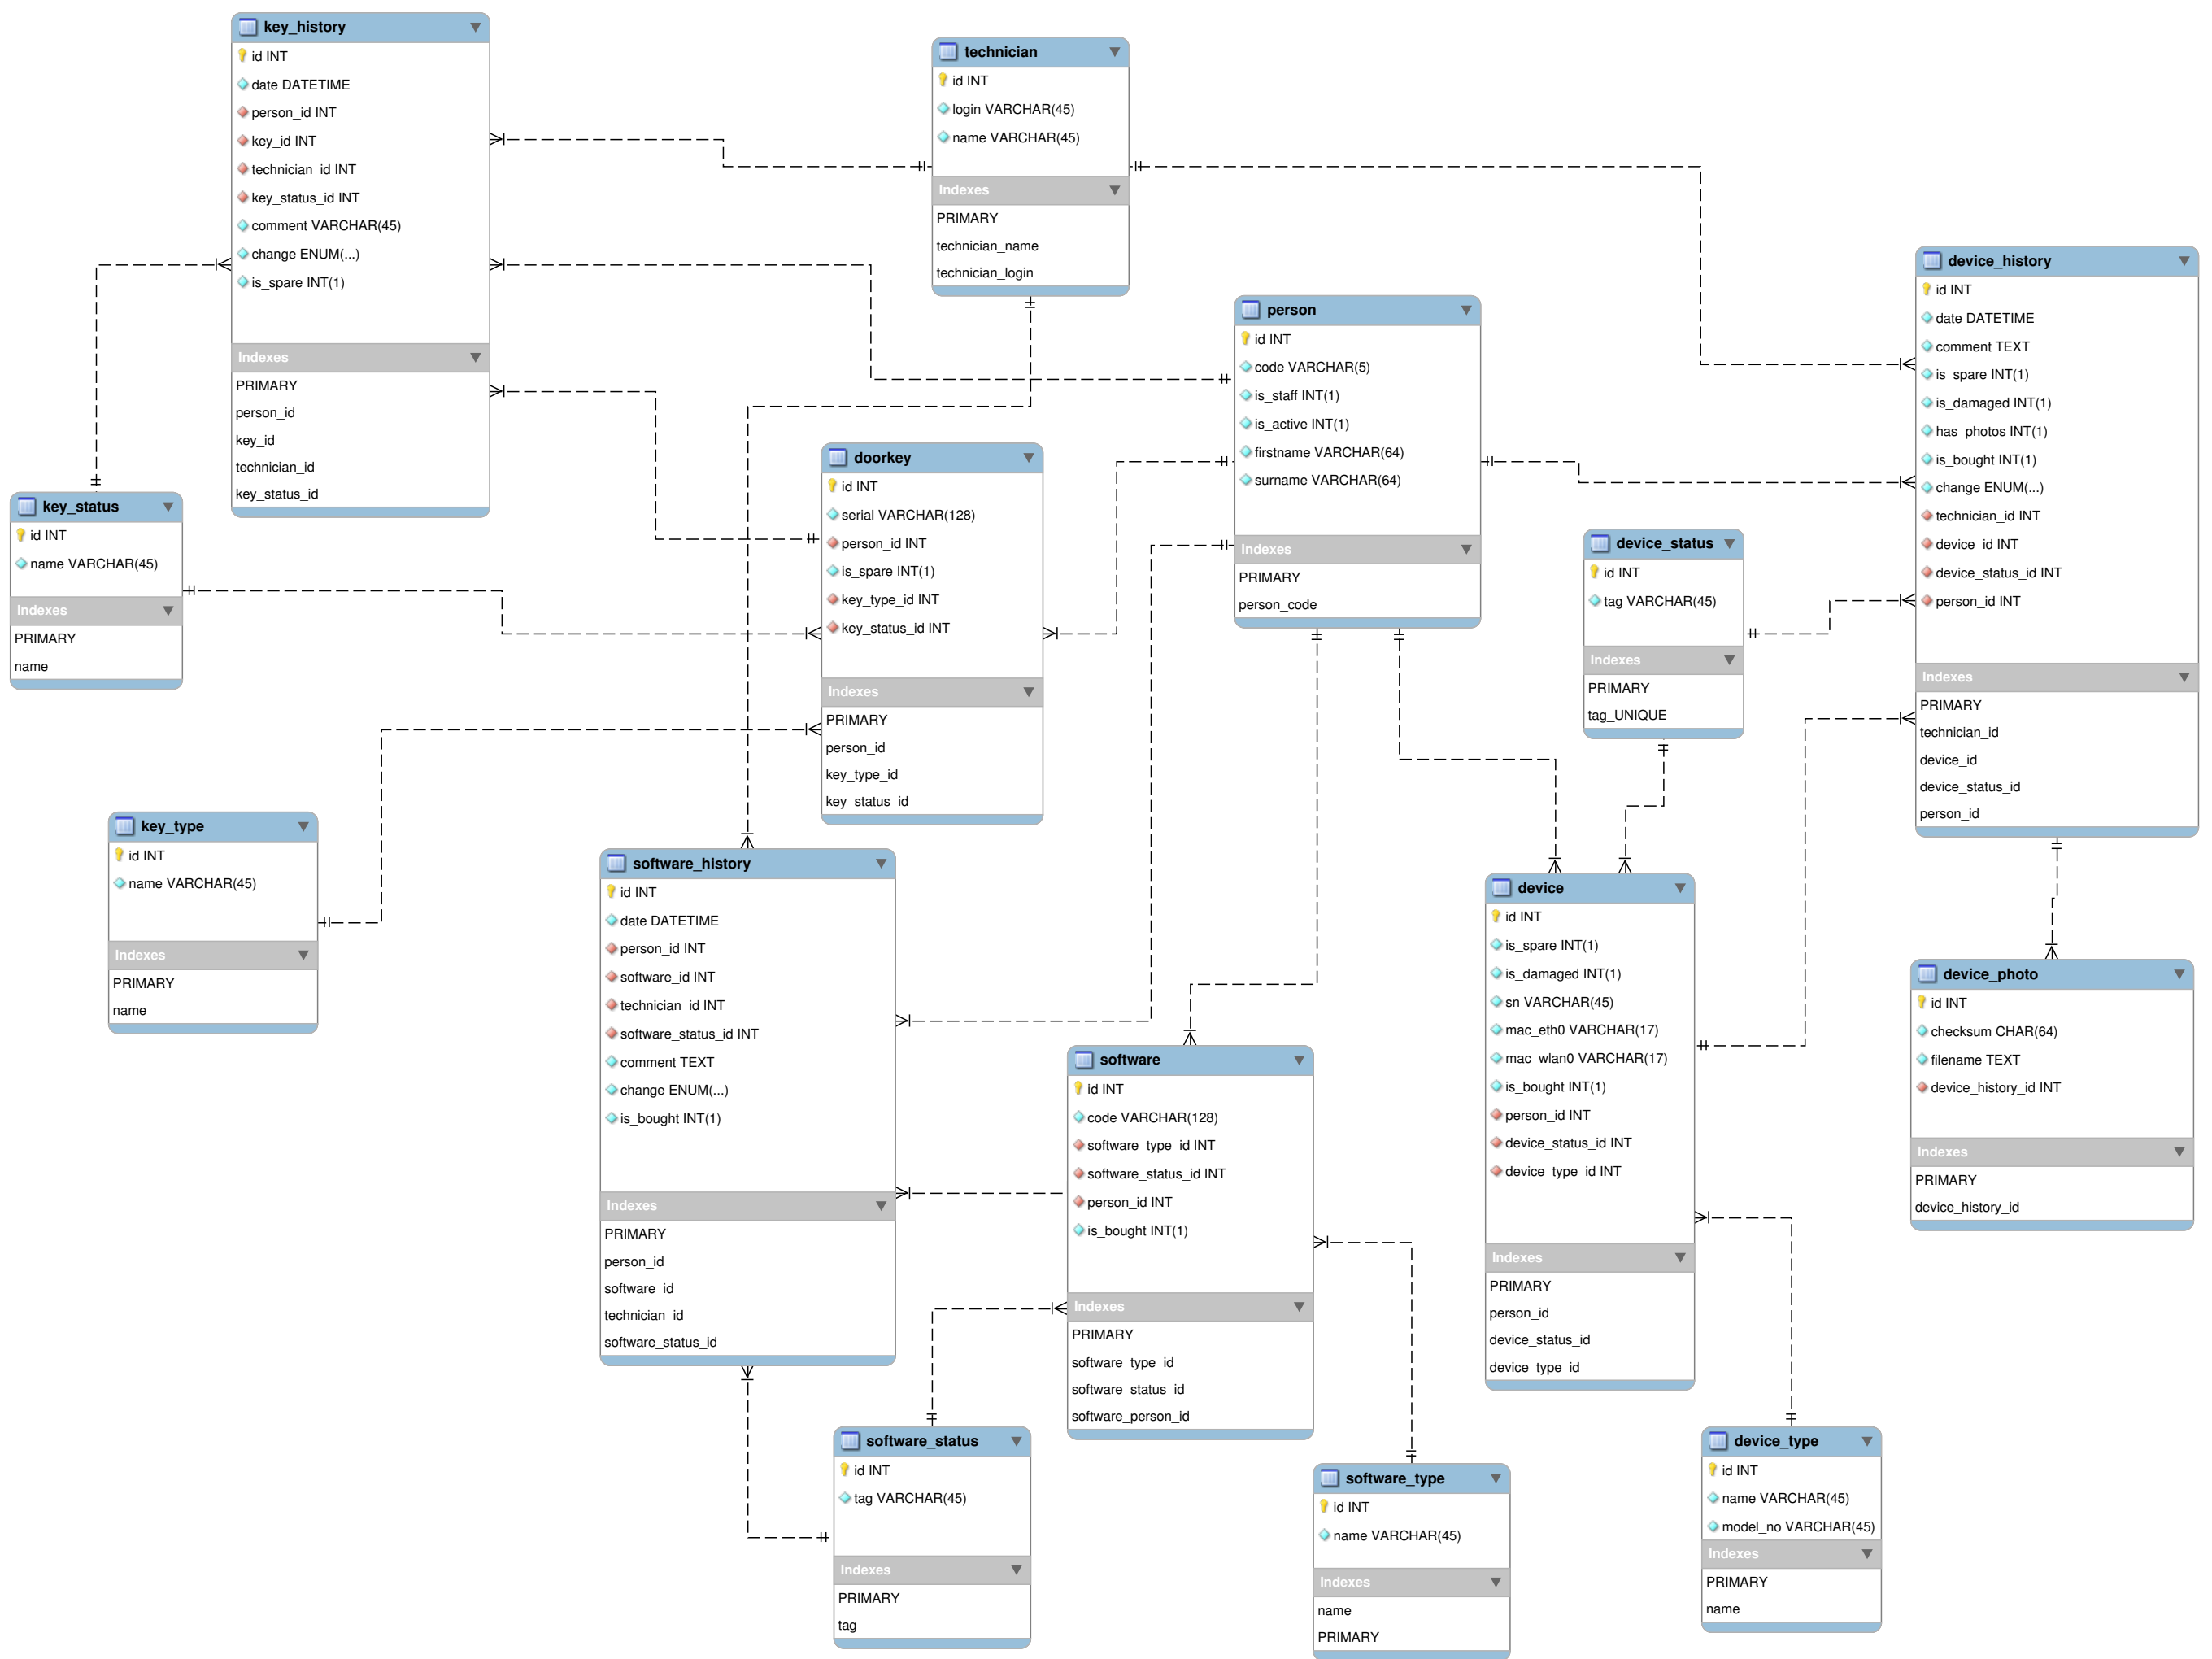 key_history
id INT
date DATETIME
person_id INT
key_id INT
technician_id INT
key_status_id INT
comment VARCHAR(45)
change ENUM(...)
is_spare INT(1)
Indexes
PRIMARY
person_id
key_id
technician_id
key_status_id
technician
id INT
login VARCHAR(45)
name VARCHAR(45)
Indexes
PRIMARY
technician_name
technician_login
person
id INT
code VARCHAR(5)
is_staff INT(1)
is_active INT(1)
firstname VARCHAR(64)
surname VARCHAR(64)
Indexes
PRIMARY
person_code
device_history
id INT
date DATETIME
comment TEXT
is_spare INT(1)
is_damaged INT(1)
has_photos INT(1)
is_bought INT(1)
change ENUM(...)
technician_id INT
device_id INT
device_status_id INT
person_id INT
Indexes
PRIMARY
technician_id
device_id
device_status_id
person_id
key_status
id INT
name VARCHAR(45)
Indexes
PRIMARY
name
doorkey
id INT
serial VARCHAR(128)
person_id INT
is_spare INT(1)
key_type_id INT
key_status_id INT
Indexes
PRIMARY
person_id
key_type_id
key_status_id
device_status
id INT
tag VARCHAR(45)
Indexes
PRIMARY
tag_UNIQUE
key_type
id INT
name VARCHAR(45)
Indexes
PRIMARY
name
software_history
id INT
date DATETIME
person_id INT
software_id INT
technician_id INT
software_status_id INT
comment TEXT
change ENUM(...)
is_bought INT(1)
Indexes
PRIMARY
person_id
software_id
technician_id
software_status_id
software
id INT
code VARCHAR(128)
software_type_id INT
software_status_id INT
person_id INT
is_bought INT(1)
Indexes
PRIMARY
software_type_id
software_status_id
software_person_id
device
id INT
is_spare INT(1)
is_damaged INT(1)
sn VARCHAR(45)
mac_eth0 VARCHAR(17)
mac_wlan0 VARCHAR(17)
is_bought INT(1)
person_id INT
device_status_id INT
device_type_id INT
Indexes
PRIMARY
person_id
device_status_id
device_type_id
device_photo
id INT
checksum CHAR(64)
filename TEXT
device_history_id INT
Indexes
PRIMARY
device_history_id
software_status
id INT
tag VARCHAR(45)
Indexes
PRIMARY
tag
software_type
id INT
name VARCHAR(45)
Indexes
name
PRIMARY
device_type
id INT
name VARCHAR(45)
model_no VARCHAR(45)
Indexes
PRIMARY
name